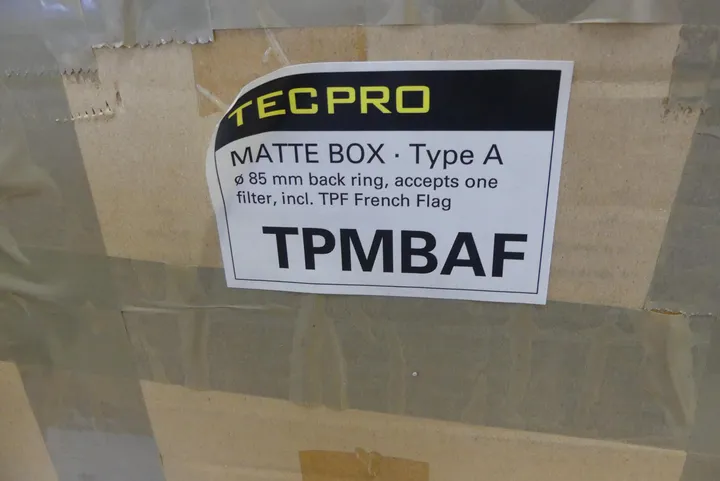 TECPRO
MATTE BOX · Type A
ø 85 mm back ring, accepts one
filter, incl. TPF French Flag
TPMBAF